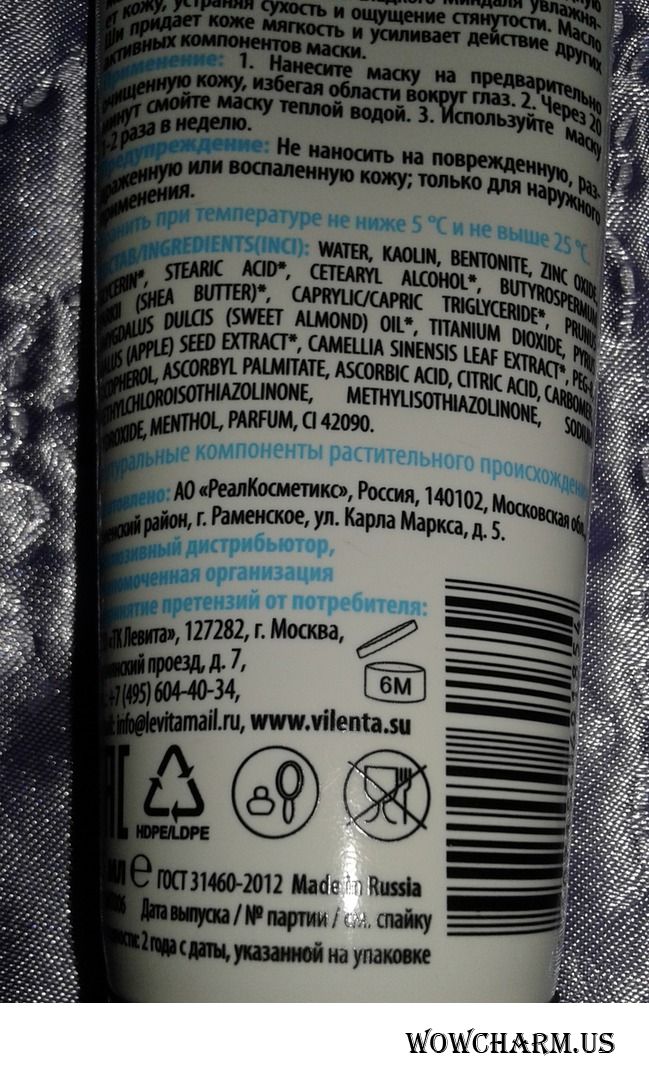 кожу, устраняя сухость и ощущение стянутости. Масло
Ши придает коже мягкость и усиливает действие других
активных компонентов маски.
Применение: 1. Нанесите маску на предварительно
очищенную кожу, избегая области вокруг глаз. 2. Через 20
минут смойте маску теплой водой. 3. Используйте маску
1-2 раза в неделю.
Предупреждение: Не наносить на поврежденную, раз-
раженную или воспаленную кожу; только для наружного
применения.
Хранить при температуре не ниже 5 °C и не выше 25 °C.
СОСТАВ/INGREDIENTS(INCI): WATER, KAOLIN, BENTONITE, ZINC OXIDE,
GLYCERIN*, STEARIC ACID*, CETEARYL ALCOHOL*, BUTYROSPERMUM
PARKII (SHEA BUTTER)*, CAPRYLIC/CAPRIC TRIGLYCERIDE*, PRUNUS
AMYGDALUS DULCIS (SWEET ALMOND) OIL*, TITANIUM DIOXIDE, PYRUS
MALUS (APPLE) SEED EXTRACT*, CAMELLIA SINENSIS LEAF EXTRACT*, PEG-8,
TOCOPHEROL, ASCORBYL PALMITATE, ASCORBIC ACID, CITRIC ACID, CARBOMER,
METHYLCHLOROISOTHIAZOLINONE, METHYLISOTHIAZOLINONE, SODIUM
HYDROXIDE, MENTHOL, PARFUM, CI 42090.
натуральные компоненты растительного происхождения
Изготовлено: АО «РеалКосметикс», Россия, 140102, Московская обл.,
Раменский район, г. Раменское, ул. Карла Маркса, д. 5.
Эксклюзивный дистрибьютор,
уполномоченная организация
на принятие претензий от потребителя:
«ТК Левита», 127282, г. Москва,
проезд, д. 7,
+7 (495) 604-40-34,
info@levitamail.ru, www.vilenta.su
6M
EAC
HDPE/LDPE
мл e ГОСТ 31460-2012 Made in Russia
Дата выпуска / № партии / см. спайку
годности: 2 года с даты, указанной на упаковке
WOWCHARM.US